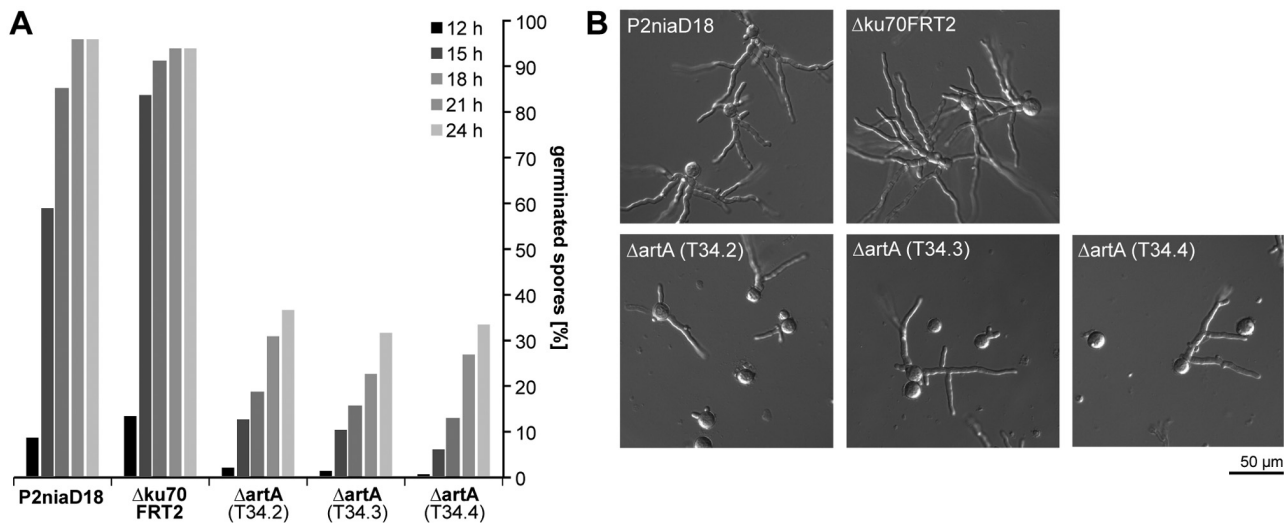 A
12 h
15 h
18 h
21 h
24 h
100
90
80
70
60
50
40
30
20
10
0
germinated spores [%]
P2niaD18
Δku70
FRT2
ΔartA
(T34.2)
ΔartA
(T34.3)
ΔartA
(T34.4)
B
P2niaD18
Δku70FRT2
ΔartA (T34.2)
ΔartA (T34.3)
ΔartA (T34.4)
50 µm